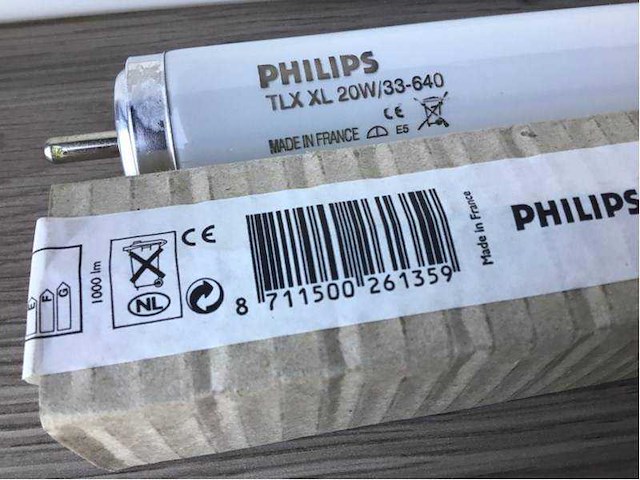 PHILIPS
TLX XL 20W/33-640
CE
MADE IN FRANCE E5
E
F
G
1000 lm
NL
CE
8 711500 261359
Made in France
PHILIPS